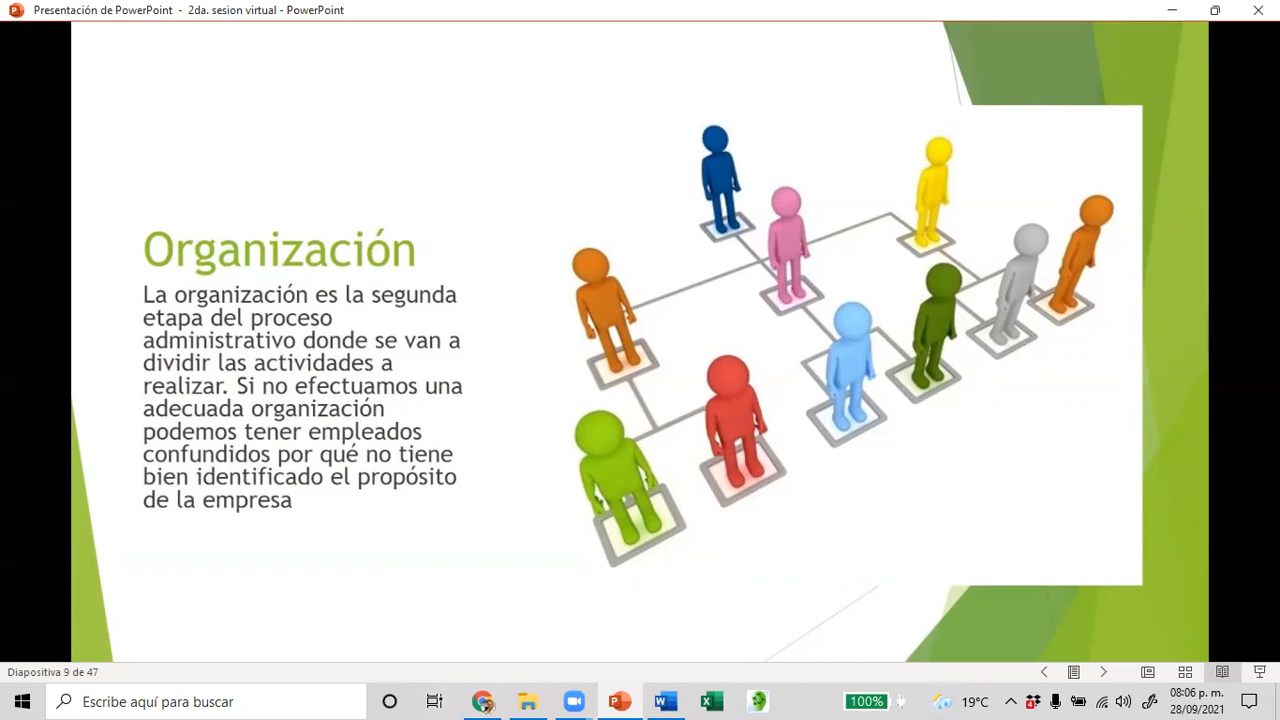 Presentación de PowerPoint - 2da. sesion virtual - PowerPoint
Organización
La organización es la segunda
etapa del proceso
administrativo donde se van a
dividir las actividades a
realizar. Si no efectuamos una
adecuada organización
podemos tener empleados
confundidos por qué no tiene
bien identificado el propósito
de la empresa
Diapositiva 9 de 47
Escribe aquí para buscar
100%
19°C
08:06 p. m.
28/09/2021